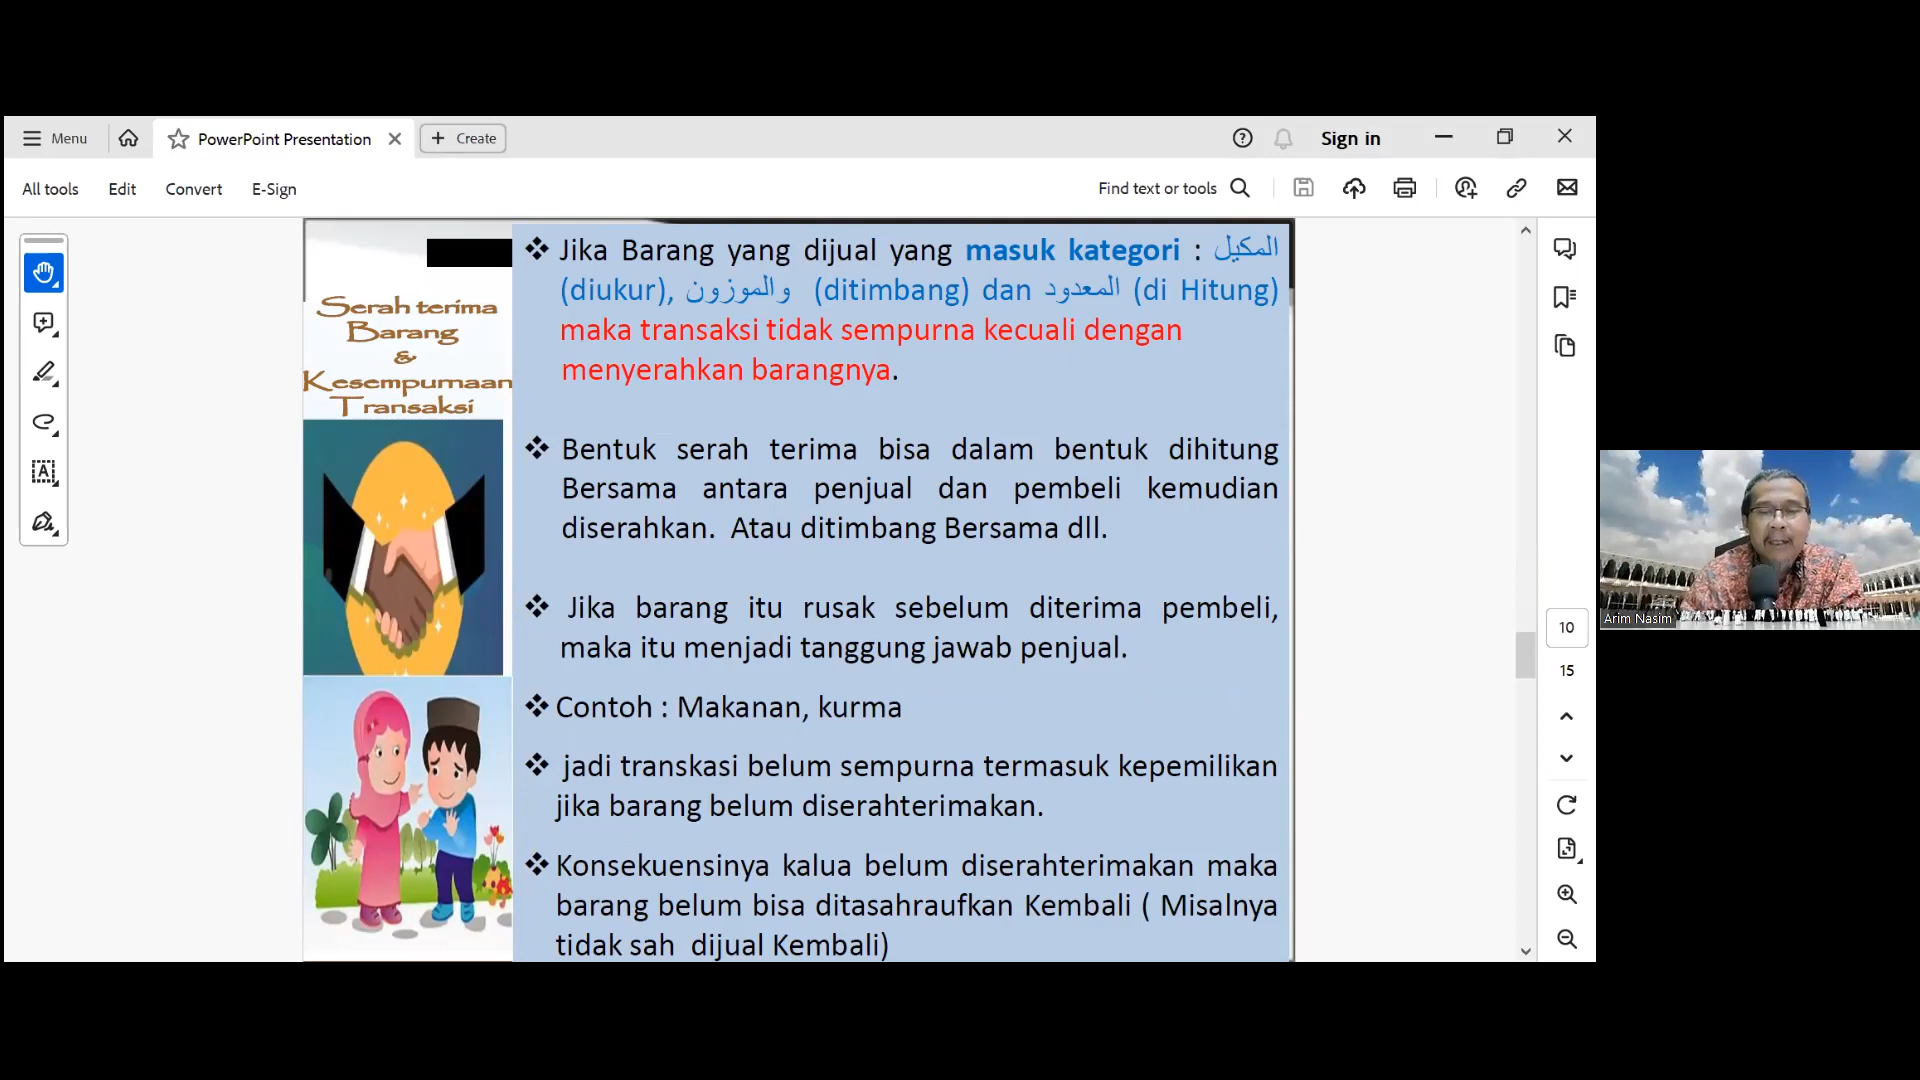 Menu
PowerPoint Presentation
Create
Sign in
All tools
Edit
Convert
E-Sign
Find text or tools
Serah terima
Barang
&
Kesempurnaan
Transaksi
❖ Jika Barang yang dijual yang masuk kategori : المكيل
(diukur), والموزون (ditimbang) dan المعدود (di Hitung)
maka transaksi tidak sempurna kecuali dengan
menyerahkan barangnya.
❖ Bentuk serah terima bisa dalam bentuk dihitung
Bersama antara penjual dan pembeli kemudian
diserahkan. Atau ditimbang Bersama dll.
❖ Jika barang itu rusak sebelum diterima pembeli,
maka itu menjadi tanggung jawab penjual.
❖ Contoh : Makanan, kurma
❖ jadi transkasi belum sempurna termasuk kepemilikan
jika barang belum diserahterimakan.
❖ Konsekuensinya kalua belum diserahterimakan maka
barang belum bisa ditasahraufkan Kembali ( Misalnya
tidak sah dijual Kembali)
10
15
Arim Nasim